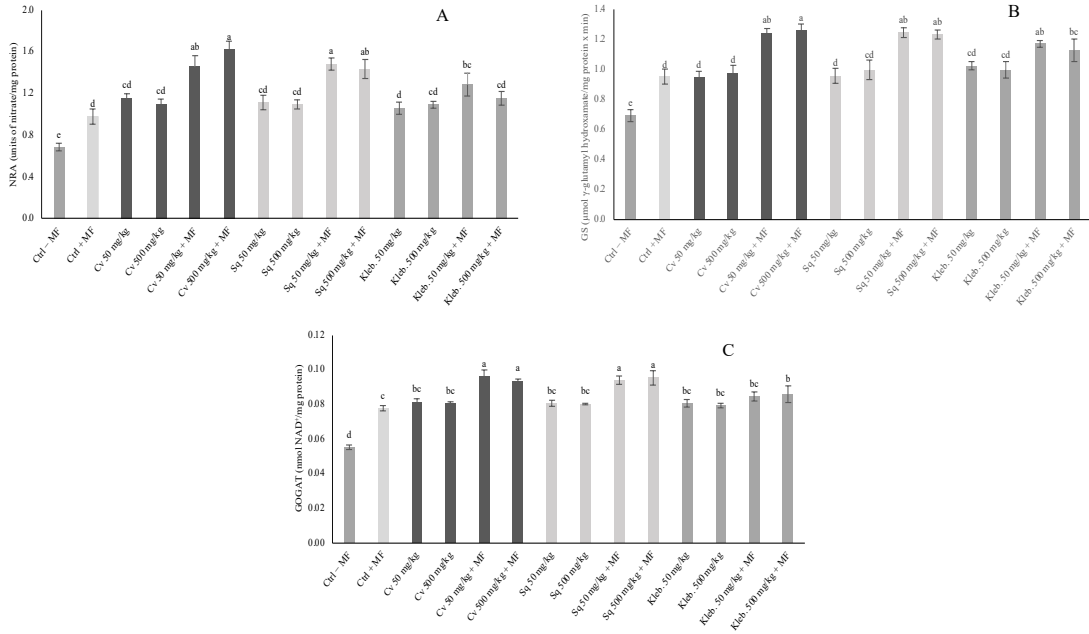 A
NRA (units of nitrate/mg protein)
2.0
1.6
1.2
0.8
0.4
0.0
e
d
cd
cd
ab
a
cd
cd
a
ab
d
cd
bc
cd
Ctrl – MF
Ctrl + MF
Cv 50 mg/kg
Cv 500 mg/kg
Cv 50 mg/kg + MF
Cv 500 mg/kg + MF
Sq 50 mg/kg
Sq 500 mg/kg
Sq 50 mg/kg + MF
Sq 500 mg/kg + MF
Kleb. 50 mg/kg
Kleb. 500 mg/kg
Kleb. 50 mg/kg + MF
Kleb. 500 mg/kg + MF
B
GS (μmol γ-glutamyl hydroxamate/mg protein x min)
1.4
1.2
1.0
0.8
0.6
0.4
0.2
0.0
e
d
d
d
ab
a
d
cd
ab
ab
cd
cd
ab
bc
Ctrl – MF
Ctrl + MF
Cv 50 mg/kg
Cv 500 mg/kg
Cv 50 mg/kg + MF
Cv 500 mg/kg + MF
Sq 50 mg/kg
Sq 500 mg/kg
Sq 50 mg/kg + MF
Sq 500 mg/kg + MF
Kleb. 50 mg/kg
Kleb. 500 mg/kg
Kleb. 50 mg/kg + MF
Kleb. 500 mg/kg + MF
C
GOGAT (nmol NAD⁺/mg protein)
0.12
0.10
0.08
0.06
0.04
0.02
0.00
d
c
bc
bc
a
a
bc
bc
a
a
bc
bc
bc
b
Ctrl – MF
Ctrl + MF
Cv 50 mg/kg
Cv 500 mg/kg
Cv 50 mg/kg + MF
Cv 500 mg/kg + MF
Sq 50 mg/kg
Sq 500 mg/kg
Sq 50 mg/kg + MF
Sq 500 mg/kg + MF
Kleb. 50 mg/kg
Kleb. 500 mg/kg
Kleb. 50 mg/kg + MF
Kleb. 500 mg/kg + MF